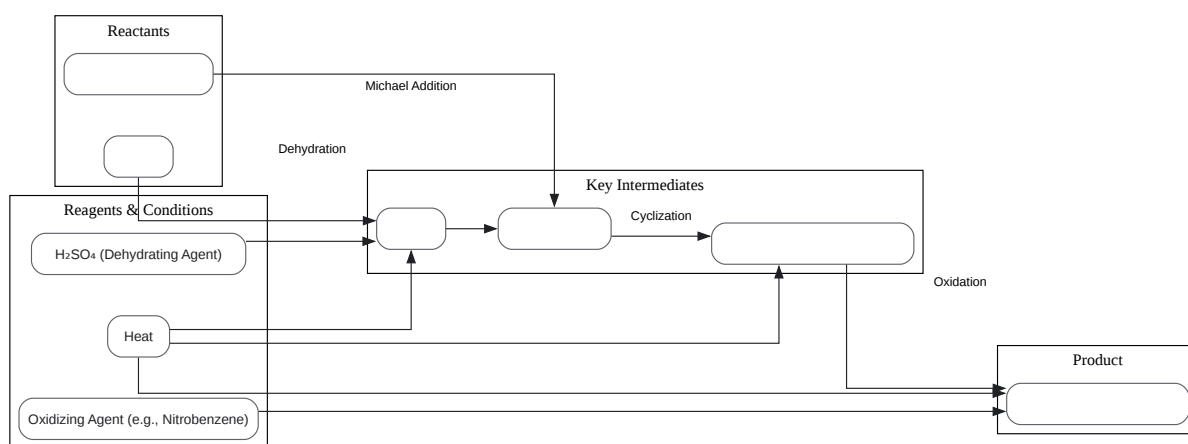 Reactants
Michael Addition
Dehydration
Key Intermediates
Reagents & Conditions
Cyclization
H₂SO₄ (Dehydrating Agent)
Oxidation
Heat
Product
Oxidizing Agent (e.g., Nitrobenzene)